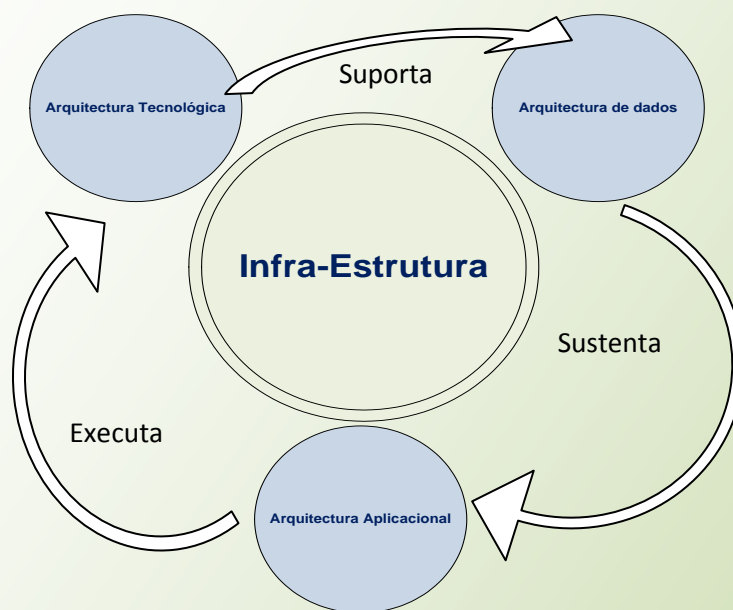 Suporta
Arquitectura Tecnológica
Arquitectura de dados
Infra-Estrutura
Sustenta
Executa
Arquitectura Aplicacional